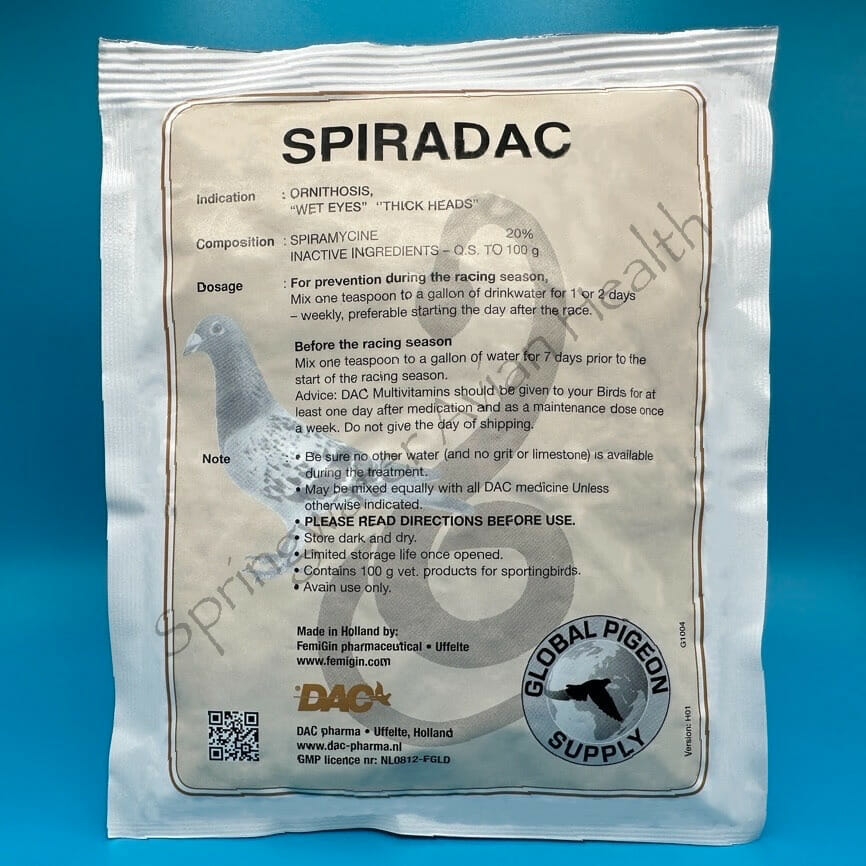 SPIRADAC
Indication : ORNITHOSIS,
"WET EYES" "THICK HEADS"
Composition : SPIRAMYCINE 20%
INACTIVE INGREDIENTS – Q.S. TO 100 g
Dosage : For prevention during the racing season,
Mix one teaspoon to a gallon of drinkwater for 1 or 2 days
– weekly, preferable starting the day after the race.
Before the racing season
Mix one teaspoon to a gallon of water for 7 days prior to the
start of the racing season.
Advice: DAC Multivitamins should be given to your Birds for at
least one day after medication and as a maintenance dose once
a week. Do not give the day of shipping.
Note : • Be sure no other water (and no grit or limestone) is available
during the treatment.
• May be mixed equally with all DAC medicine Unless
otherwise indicated.
• PLEASE READ DIRECTIONS BEFORE USE.
• Store dark and dry.
• Limited storage life once opened.
• Contains 100 g vet. products for sportingbirds.
• Avain use only.
Made in Holland by:
FemiGin pharmaceutical • Uffelte
www.femigin.com
DAC
DAC pharma • Uffelte, Holland
www.dac-pharma.nl
GMP licence nr: NL0812-FGLD
GLOBAL PIGEON
SUPPLY
G1004
Version: H01
Avian Health